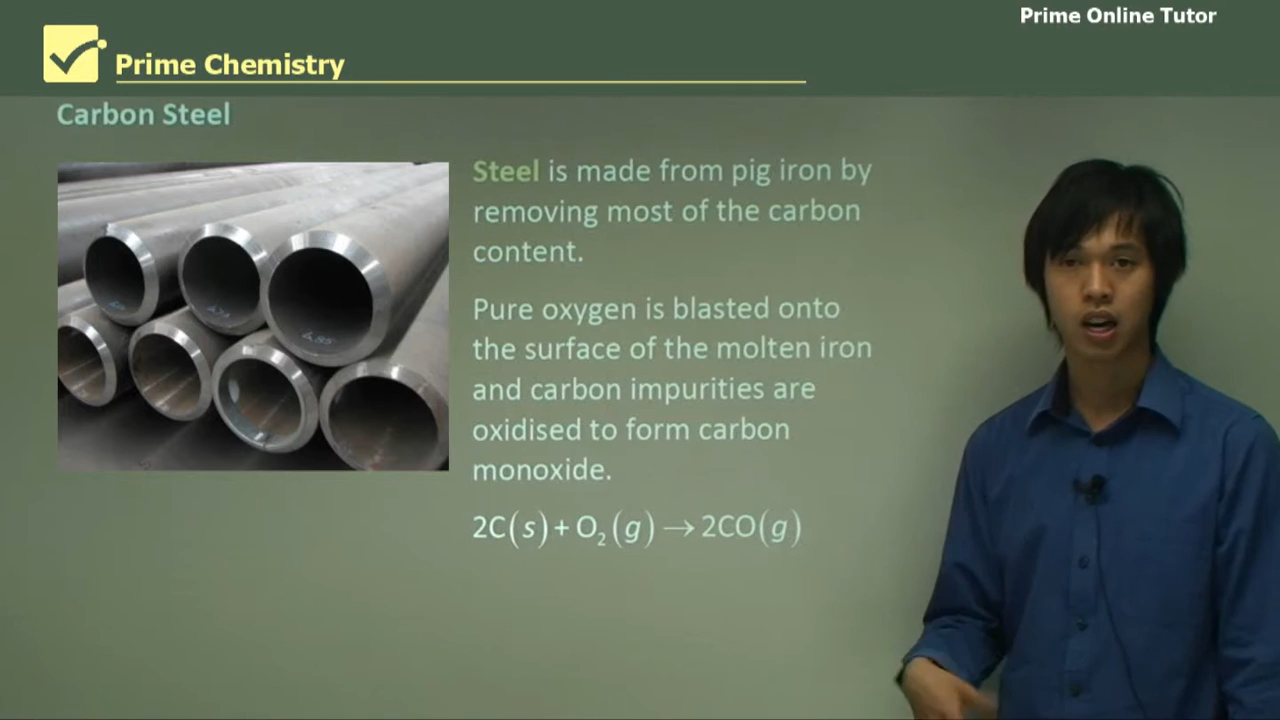 Prime Online Tutor
Prime Chemistry
Carbon Steel
Steel is made from pig iron by
removing most of the carbon
content.
Pure oxygen is blasted onto
the surface of the molten iron
and carbon impurities are
oxidised to form carbon
monoxide.
2C(s)+O₂(g)→2CO(g)